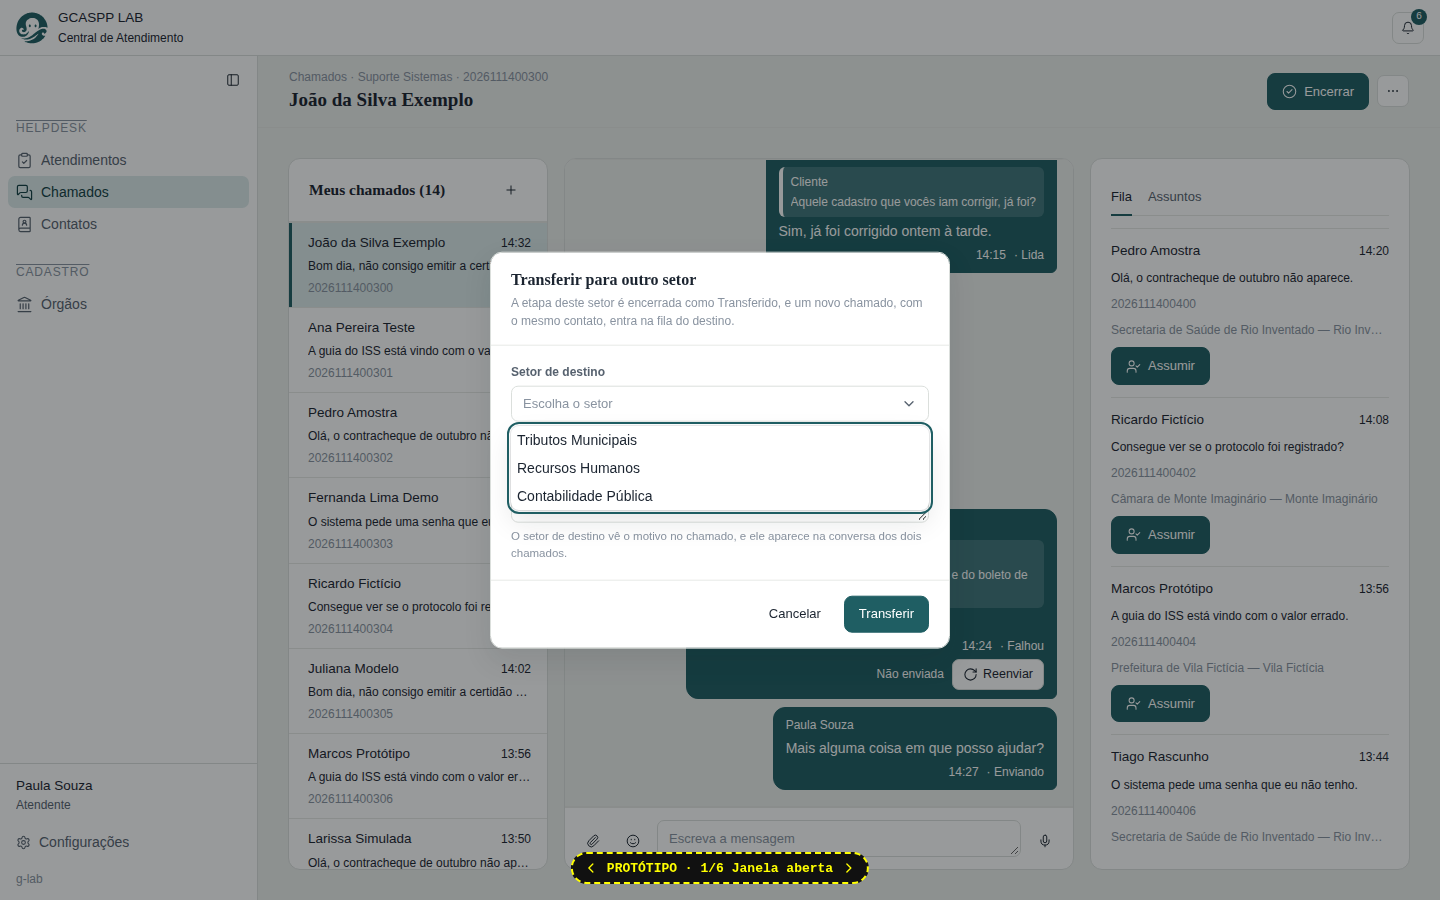 GCASPP LAB
Central de Atendimento
6
HELPDESK
Atendimentos
Chamados
Contatos
CADASTRO
Órgãos
Paula Souza
Atendente
Configurações
g-lab
Chamados · Suporte Sistemas · 2026111400300
João da Silva Exemplo
Encerrar
Meus chamados (14)
João da Silva Exemplo 14:32
Bom dia, não consigo emitir a cert
2026111400300
Ana Pereira Teste
A guia do ISS está vindo com o va
2026111400301
Pedro Amostra
Olá, o contracheque de outubro nã
2026111400302
Fernanda Lima Demo
O sistema pede uma senha que eu
2026111400303
Ricardo Fictício
Consegue ver se o protocolo foi re
2026111400304
Juliana Modelo 14:02
Bom dia, não consigo emitir a certidão …
2026111400305
Marcos Protótipo 13:56
A guia do ISS está vindo com o valor er…
2026111400306
Larissa Simulada 13:50
Olá, o contracheque de outubro não ap…
Cliente
Aquele cadastro que vocês iam corrigir, já foi?
Sim, já foi corrigido ontem à tarde.
14:15 · Lida
Transferir para outro setor
A etapa deste setor é encerrada como Transferido, e um novo chamado, com
o mesmo contato, entra na fila do destino.
Setor de destino
Escolha o setor
Tributos Municipais
Recursos Humanos
Contabilidade Pública
O setor de destino vê o motivo no chamado, e ele aparece na conversa dos dois
chamados.
Cancelar
Transferir
e do boleto de
14:24 · Falhou
Não enviada
Reenviar
Paula Souza
Mais alguma coisa em que posso ajudar?
14:27 · Enviando
Escreva a mensagem
PROTÓTIPO · 1/6 Janela aberta
Fila Assuntos
Pedro Amostra 14:20
Olá, o contracheque de outubro não aparece.
2026111400400
Secretaria de Saúde de Rio Inventado — Rio Inv…
Assumir
Ricardo Fictício 14:08
Consegue ver se o protocolo foi registrado?
2026111400402
Câmara de Monte Imaginário — Monte Imaginário
Assumir
Marcos Protótipo 13:56
A guia do ISS está vindo com o valor errado.
2026111400404
Prefeitura de Vila Fictícia — Vila Fictícia
Assumir
Tiago Rascunho 13:44
O sistema pede uma senha que eu não tenho.
2026111400406
Secretaria de Saúde de Rio Inventado — Rio Inv…